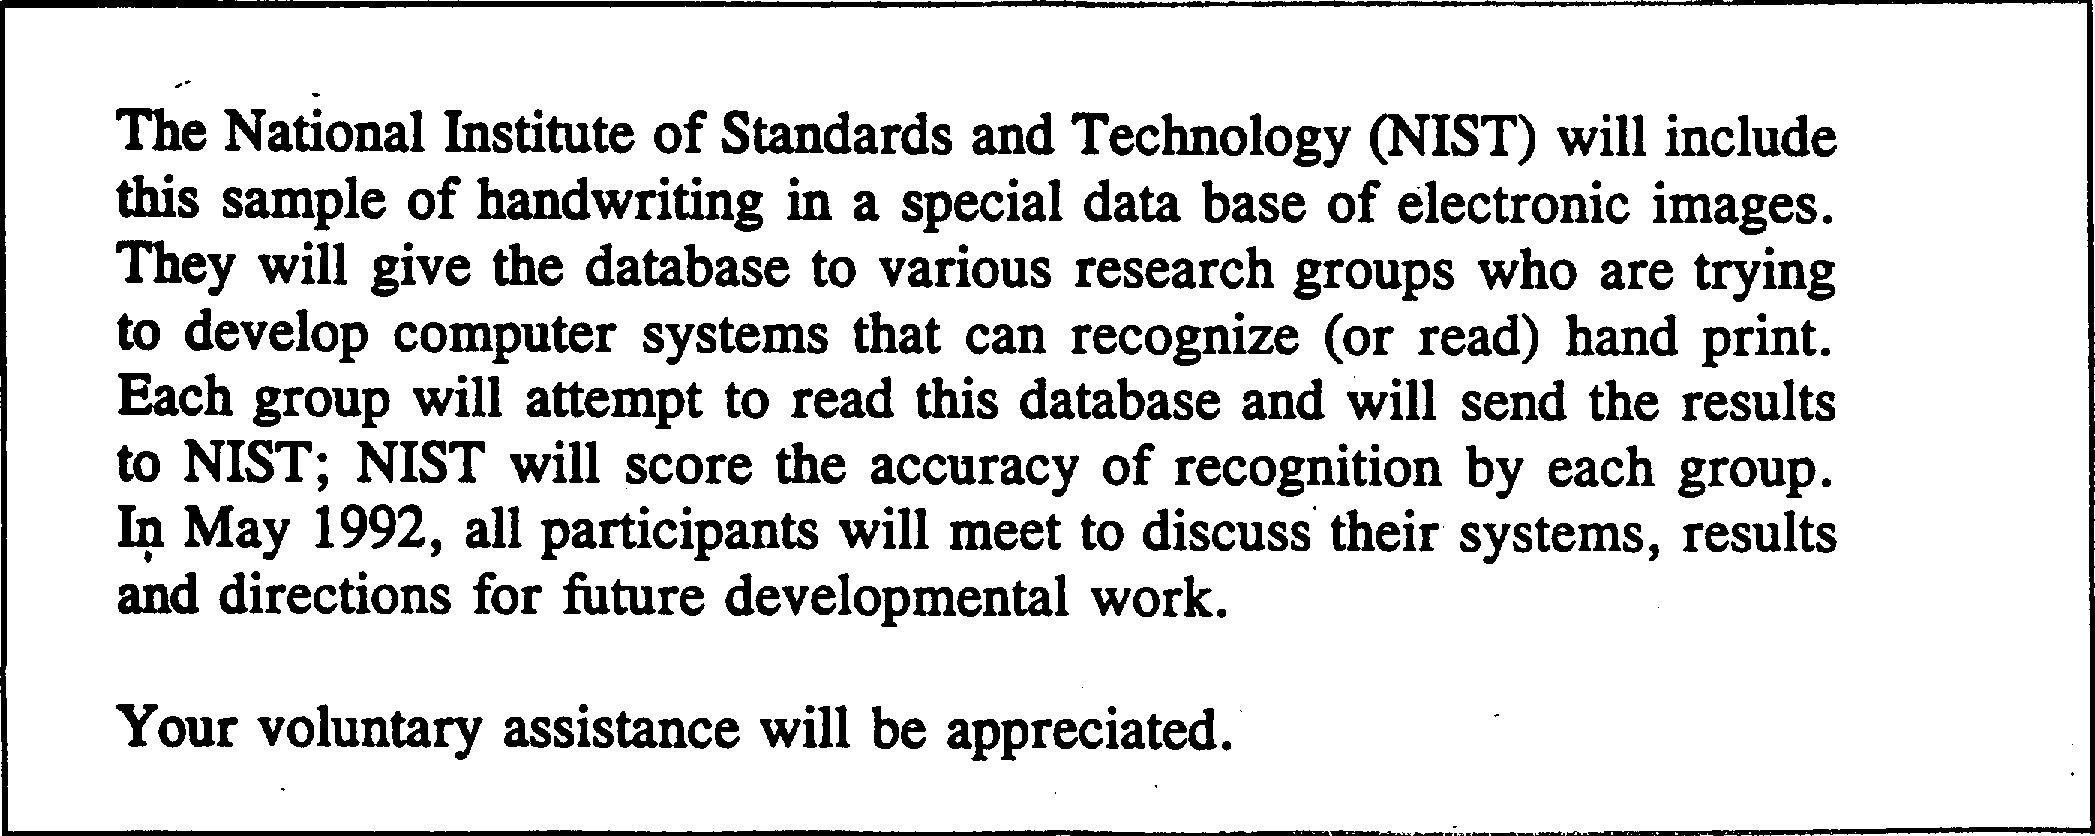 The National Institute of Standards and Technology (NIST) will include
this sample of handwriting in a special data base of electronic images.
They will give the database to various research groups who are trying
to develop computer systems that can recognize (or read) hand print.
Each group will attempt to read this database and will send the results
to NIST; NIST will score the accuracy of recognition by each group.
In May 1992, all participants will meet to discuss their systems, results
and directions for future developmental work.
Your voluntary assistance will be appreciated.